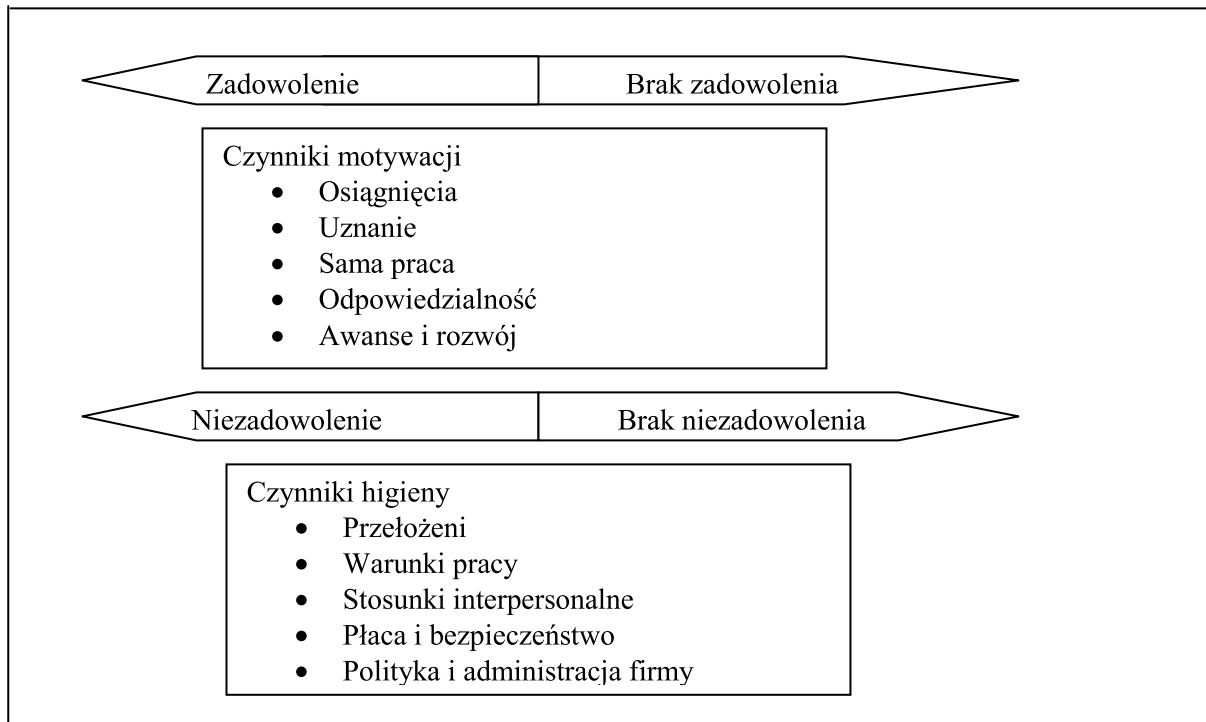 Zadowolenie Brak zadowolenia
Czynniki motywacji
• Osiągnięcia
• Uznanie
• Sama praca
• Odpowiedzialność
• Awanse i rozwój
Niezadowolenie Brak niezadowolenia
Czynniki higieny
• Przełożeni
• Warunki pracy
• Stosunki interpersonalne
• Płaca i bezpieczeństwo
• Polityka i administracja firmy